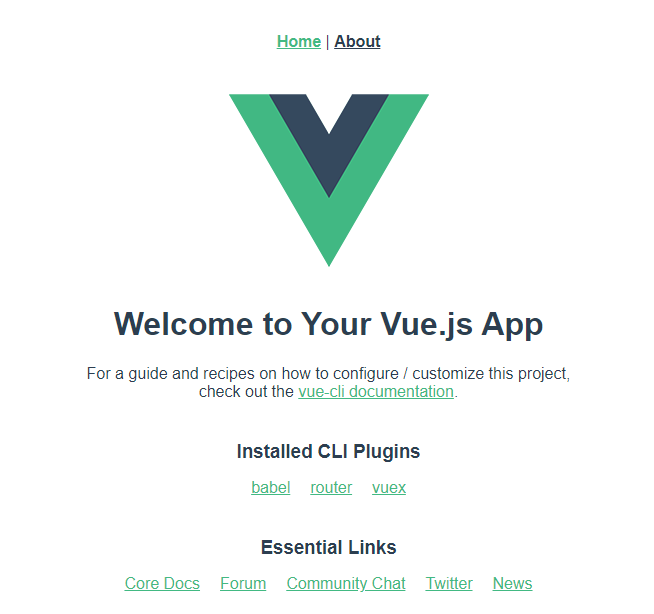 Home | About
Welcome to Your Vue.js App
For a guide and recipes on how to configure / customize this project,
check out the vue-cli documentation.
Installed CLI Plugins
babel router vuex
Essential Links
Core Docs Forum Community Chat Twitter News